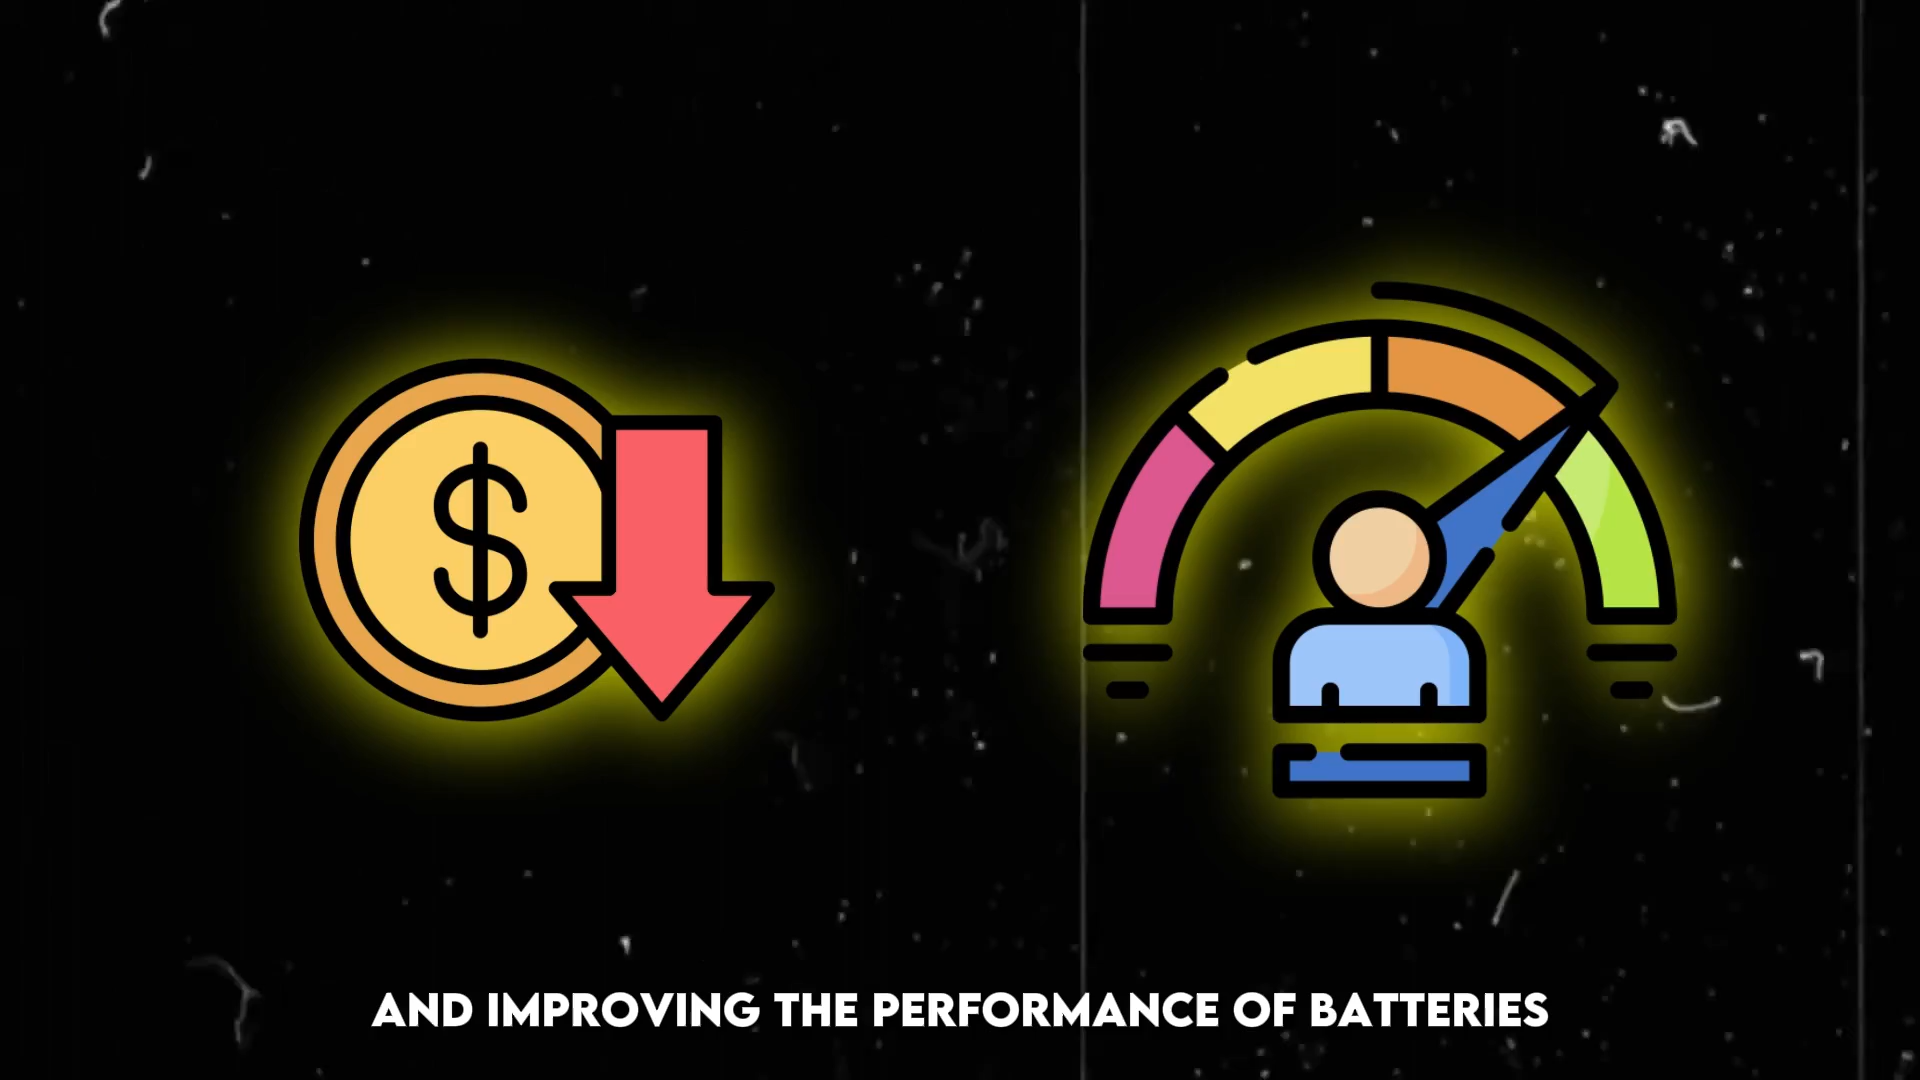 $
AND IMPROVING THE PERFORMANCE OF BATTERIES